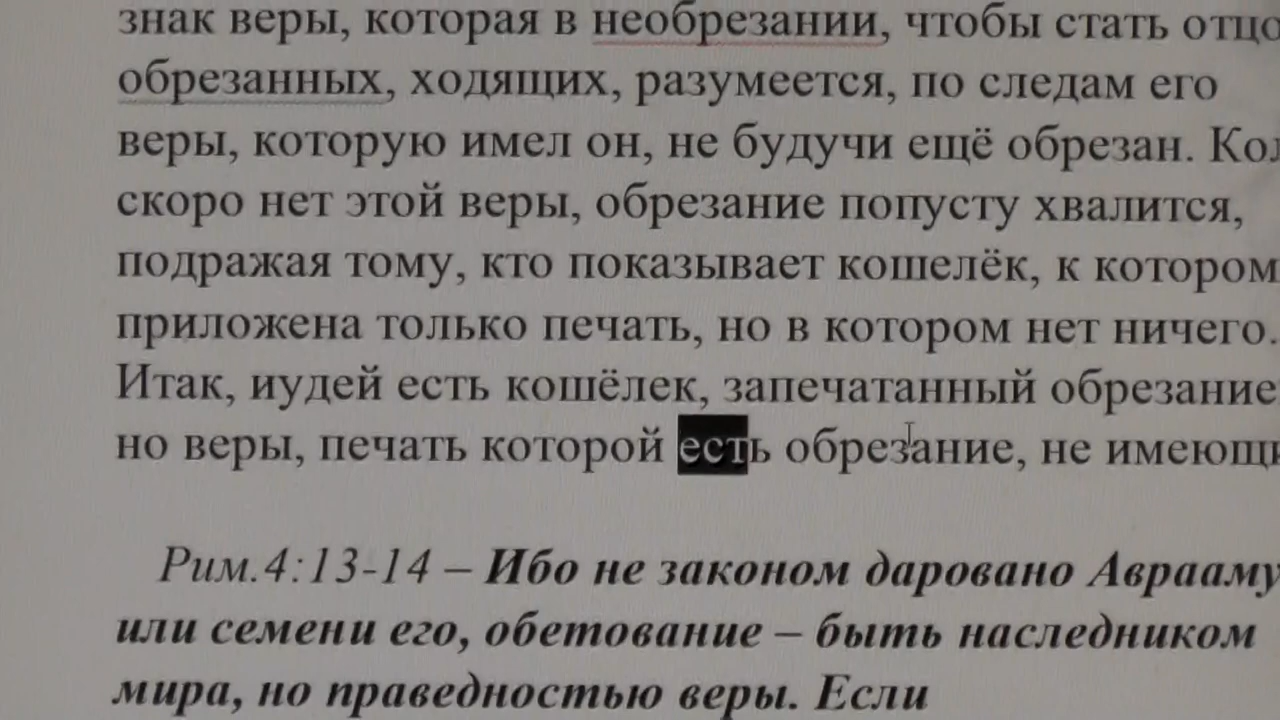 знак веры, которая в необрезании, чтобы стать отцо
обрезанных, ходящих, разумеется, по следам его
веры, которую имел он, не будучи ещё обрезан. Кол
скоро нет этой веры, обрезание попусту хвалится,
подражая тому, кто показывает кошелёк, к котором
приложена только печать, но в котором нет ничего.
Итак, иудей есть кошёлек, запечатанный обрезание
но веры, печать которой есть обрезание, не имеющи
Рим.4:13-14 – Ибо не законом даровано Аврааму
или семени его, обетование – быть наследником
мира, но праведностью веры. Если